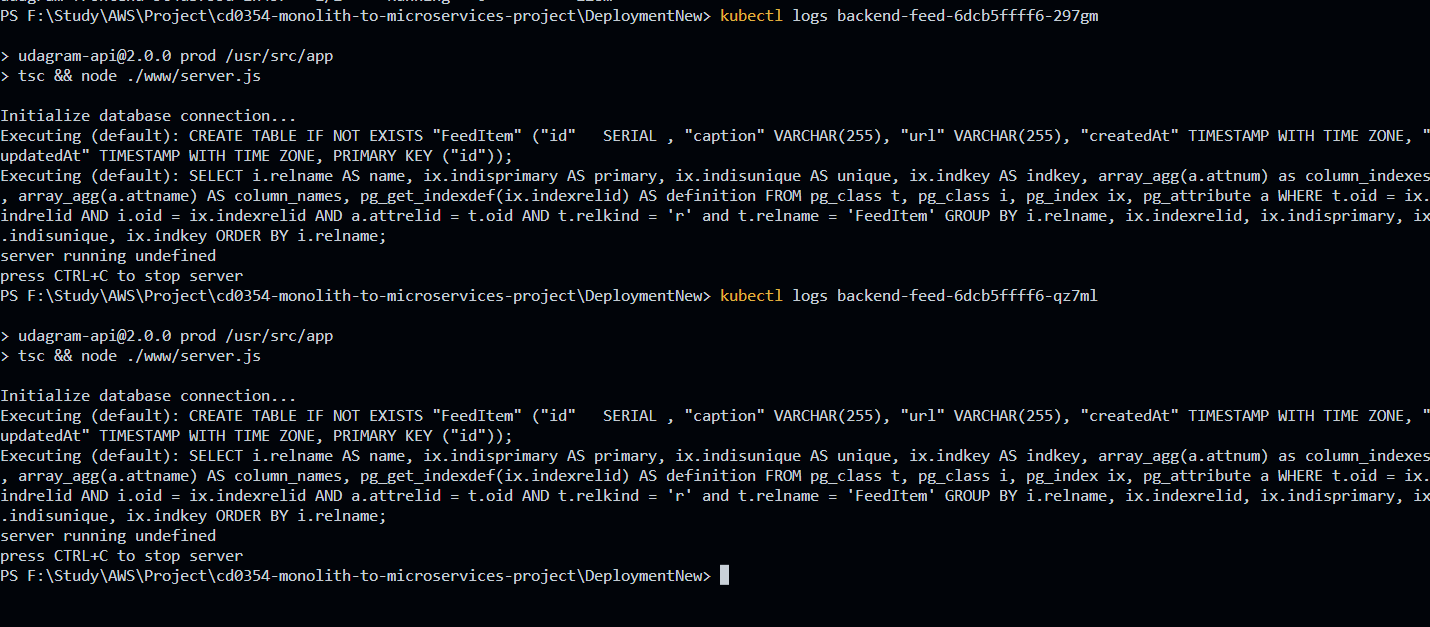 PS F:\Study\AWS\Project\cd0354-monolith-to-microservices-project\DeploymentNew> kubectl logs backend-feed-6dcb5ffff6-297gm
> udagram-api@2.0.0 prod /usr/src/app
> tsc && node ./www/server.js
Initialize database connection...
Executing (default): CREATE TABLE IF NOT EXISTS "FeedItem" ("id"   SERIAL , "caption" VARCHAR(255), "url" VARCHAR(255), "createdAt" TIMESTAMP WITH TIME ZONE, "
updatedAt" TIMESTAMP WITH TIME ZONE, PRIMARY KEY ("id"));
Executing (default): SELECT i.relname AS name, ix.indisprimary AS primary, ix.indisunique AS unique, ix.indkey AS indkey, array_agg(a.attnum) as column_indexes
, array_agg(a.attname) AS column_names, pg_get_indexdef(ix.indexrelid) AS definition FROM pg_class t, pg_class i, pg_index ix, pg_attribute a WHERE t.oid = ix.
indrelid AND i.oid = ix.indexrelid AND a.attrelid = t.oid AND t.relkind = 'r' and t.relname = 'FeedItem' GROUP BY i.relname, ix.indexrelid, ix.indisprimary, ix
.indisunique, ix.indkey ORDER BY i.relname;
server running undefined
press CTRL+C to stop server
PS F:\Study\AWS\Project\cd0354-monolith-to-microservices-project\DeploymentNew> kubectl logs backend-feed-6dcb5ffff6-qz7ml
> udagram-api@2.0.0 prod /usr/src/app
> tsc && node ./www/server.js
Initialize database connection...
Executing (default): CREATE TABLE IF NOT EXISTS "FeedItem" ("id"   SERIAL , "caption" VARCHAR(255), "url" VARCHAR(255), "createdAt" TIMESTAMP WITH TIME ZONE, "
updatedAt" TIMESTAMP WITH TIME ZONE, PRIMARY KEY ("id"));
Executing (default): SELECT i.relname AS name, ix.indisprimary AS primary, ix.indisunique AS unique, ix.indkey AS indkey, array_agg(a.attnum) as column_indexes
, array_agg(a.attname) AS column_names, pg_get_indexdef(ix.indexrelid) AS definition FROM pg_class t, pg_class i, pg_index ix, pg_attribute a WHERE t.oid = ix.
indrelid AND i.oid = ix.indexrelid AND a.attrelid = t.oid AND t.relkind = 'r' and t.relname = 'FeedItem' GROUP BY i.relname, ix.indexrelid, ix.indisprimary, ix
.indisunique, ix.indkey ORDER BY i.relname;
server running undefined
press CTRL+C to stop server
PS F:\Study\AWS\Project\cd0354-monolith-to-microservices-project\DeploymentNew>